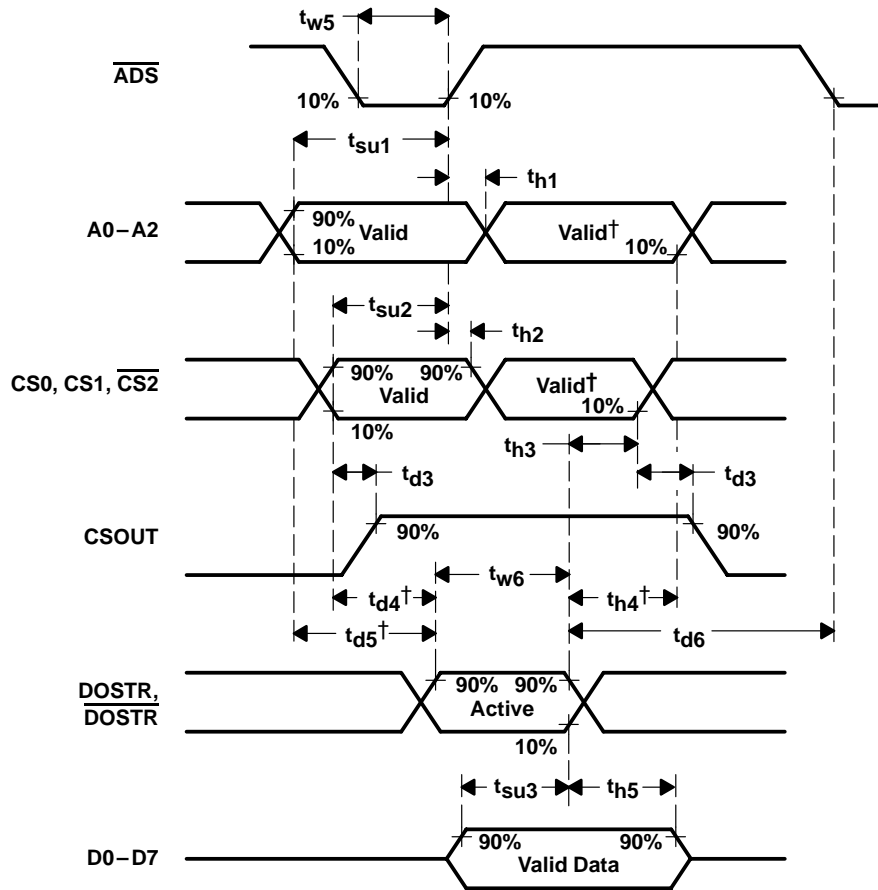 tw5
ADS
10% 10%
tsu1
th1
A0–A2
90%
Valid Valid†
10% 10%
tsu2
th2
CS0, CS1, CS2
90% 90% Valid†
Valid 10%
10%
th3
td3 td3
CSOUT
90% 90%
tw6
td4† th4†
td5† td6
DOSTR,
DOSTR
90% 90%
Active
10%
tsu3 th5
D0–D7
90% 90%
Valid Data